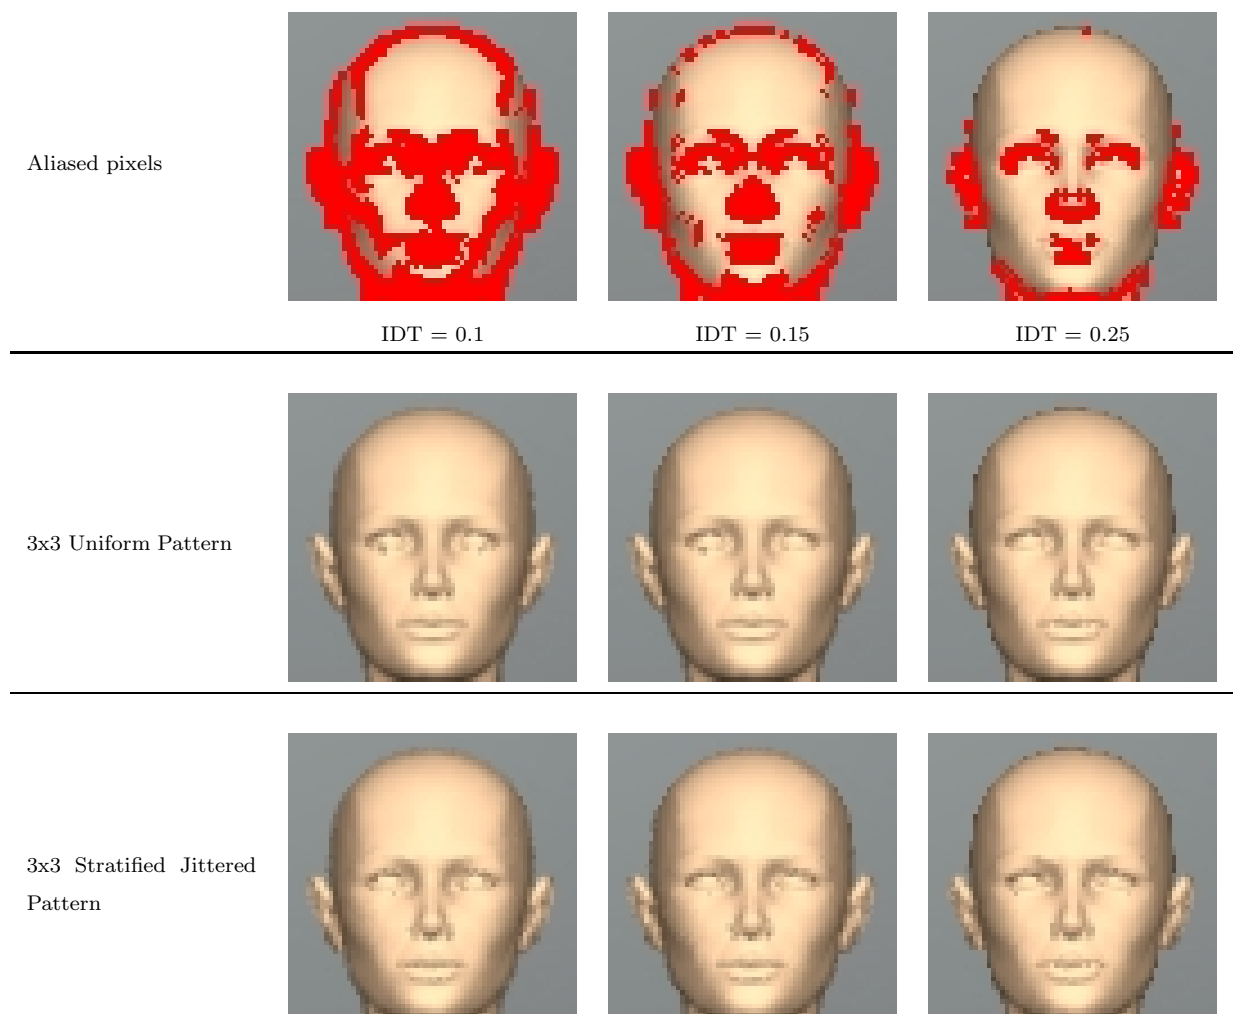 Aliased pixels
IDT = 0.1
IDT = 0.15
IDT = 0.25
3x3 Uniform Pattern
3x3 Stratified Jittered
Pattern